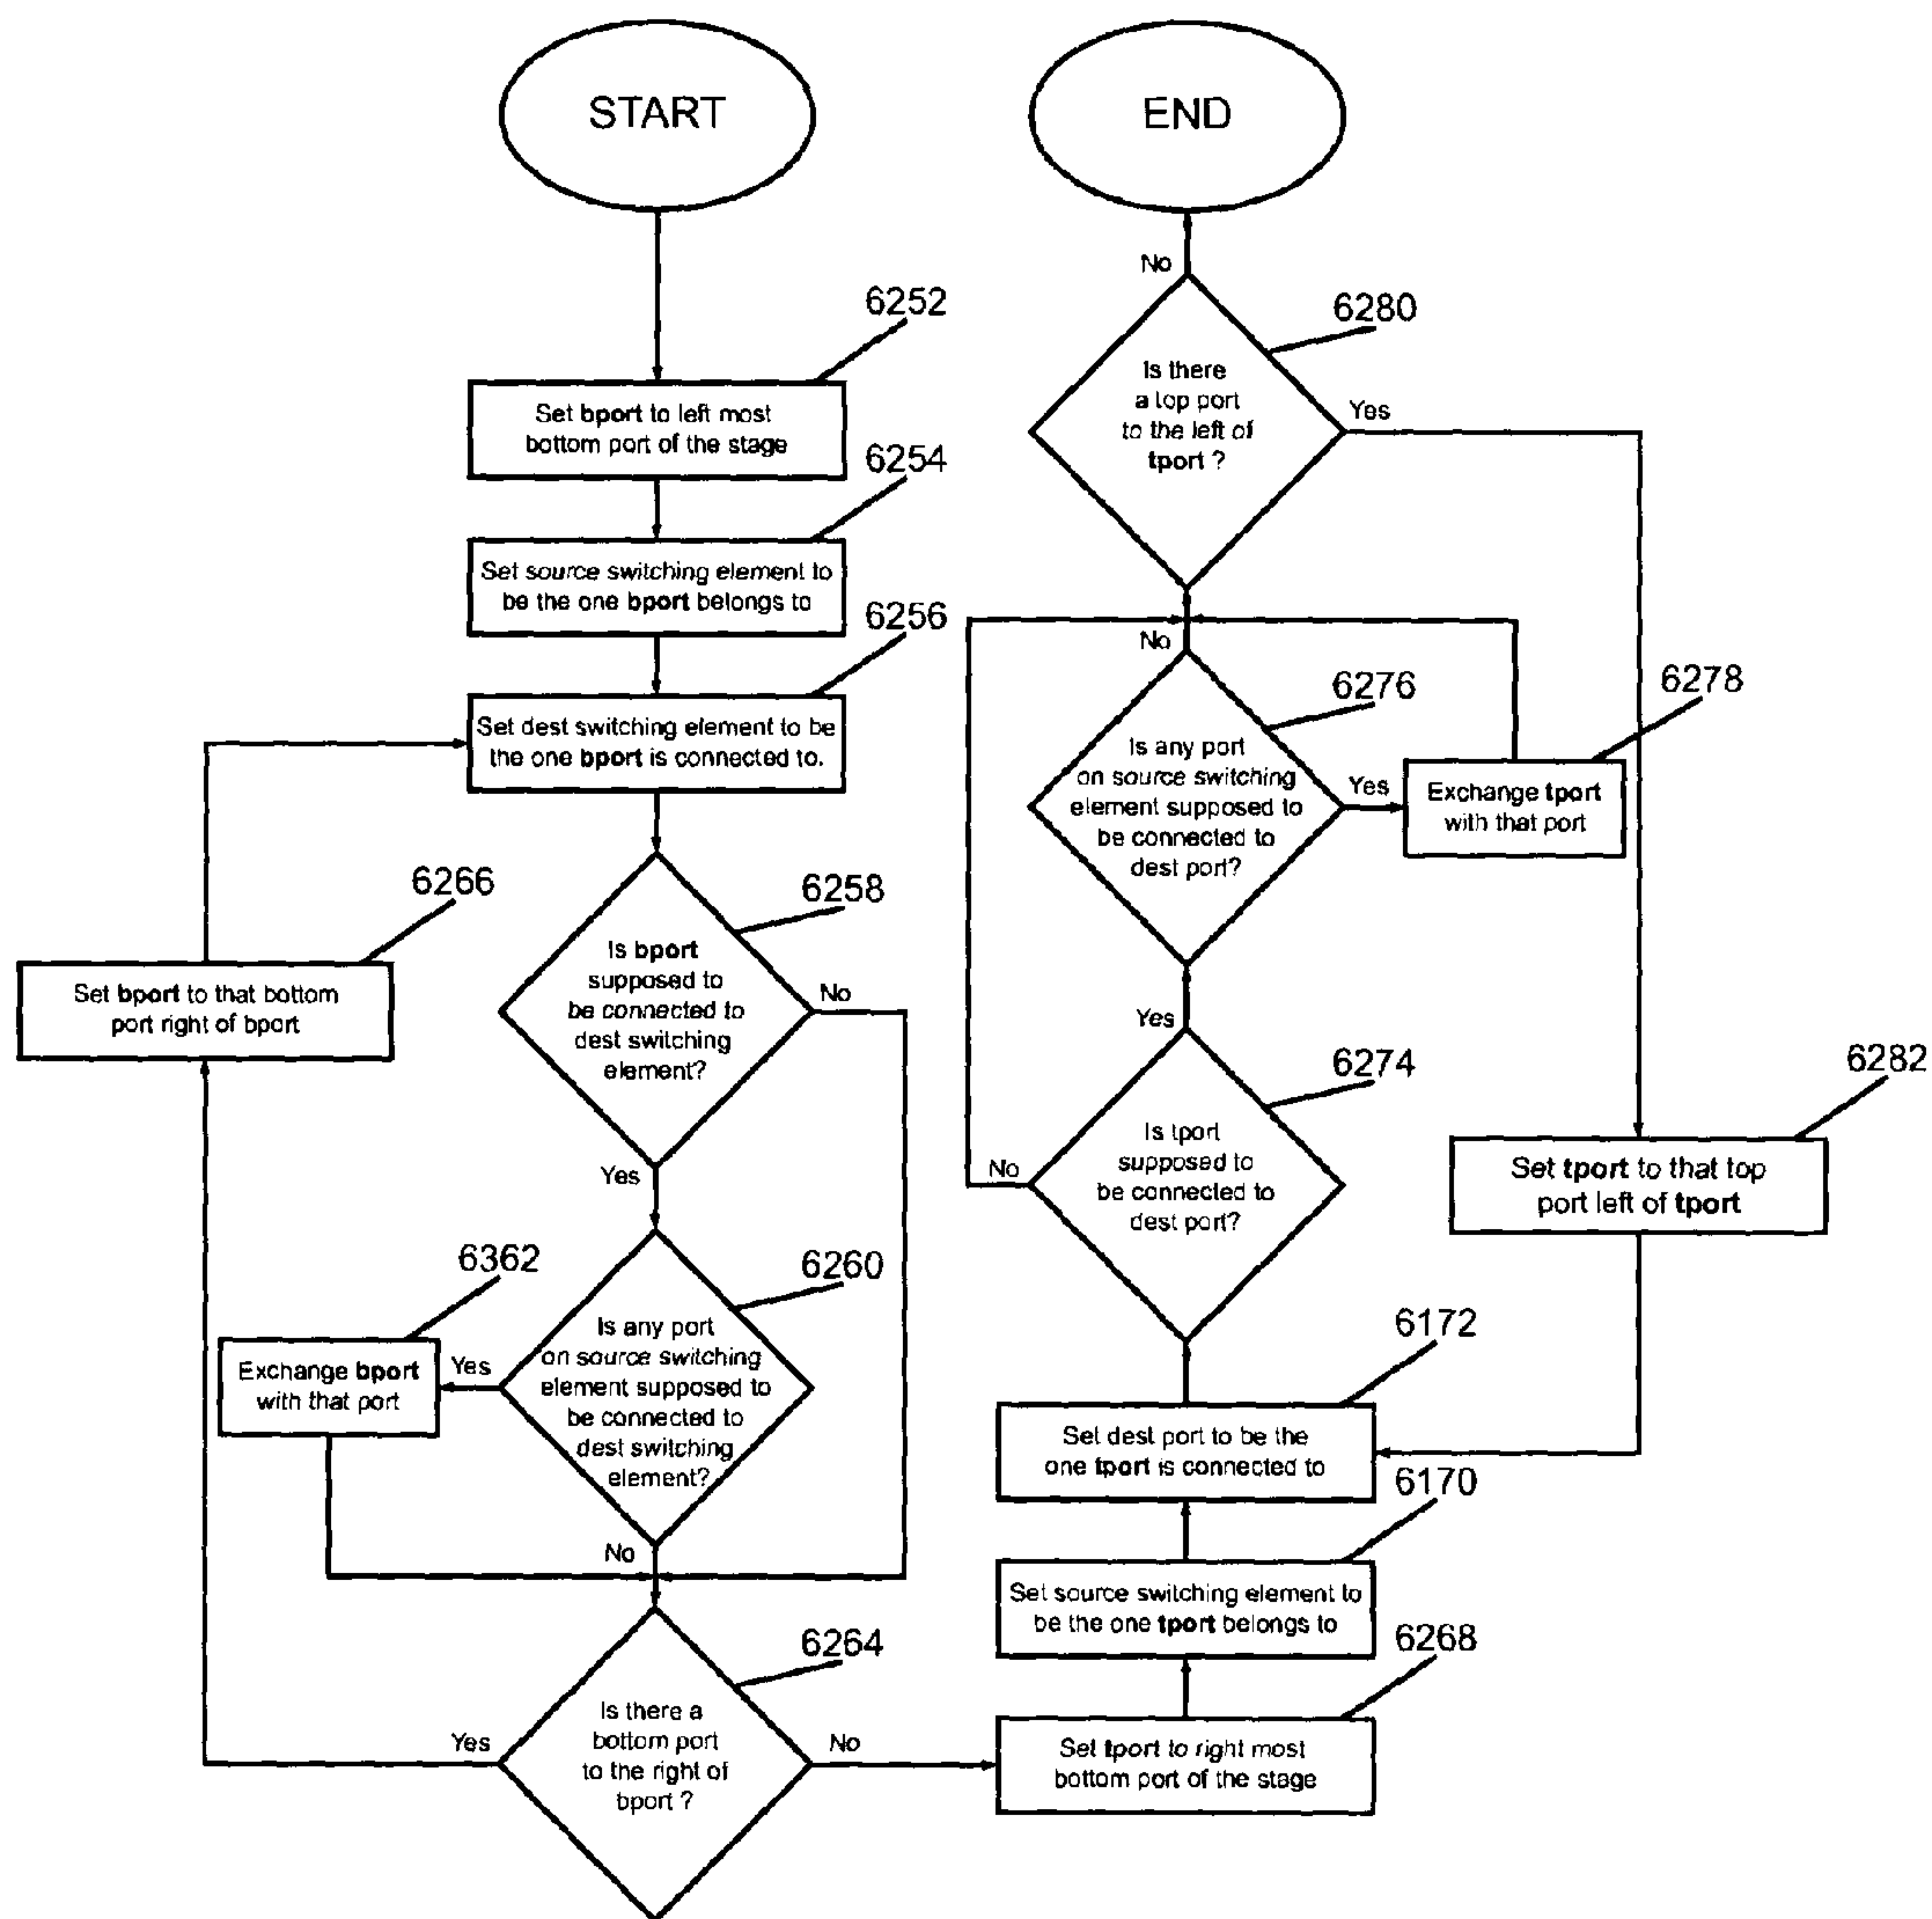 START
6252
Set bport to left most
bottom port of the stage
6254
Set source switching element to
be the one bport belongs to
6256
Set dest switching element to be
the one bport is connected to.
6266
Set bport to that bottom
port right of bport
6258
Is bport
supposed to
be connected to
dest switching
element?
No
Yes
6362
Exchange bport
with that port
Yes
6260
Is any port
on source switching
element supposed to
be connected to
dest switching
element?
No
6264
Is there a
bottom port
to the right of
bport ?
Yes
No
END
No
6280
Is there
a top port
to the left of
tport ?
Yes
No
6276
Is any port
on source switching
element supposed to
be connected to
dest port?
Yes
6278
Exchange tport
with that port
Yes
6274
Is tport
supposed to
be connected to
dest port?
No
6282
Set tport to that top
port left of tport
6172
Set dest port to be the
one tport is connected to
6170
Set source switching element to
be the one tport belongs to
6268
Set tport to right most
bottom port of the stage